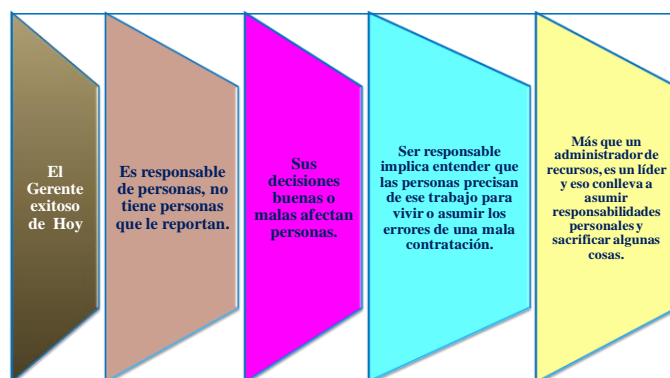 El
Gerente
exitoso
de Hoy
Es responsable
de personas, no
tiene personas
que le reportan.
Sus
decisiones
buenas o
malas afectan
personas.
Ser responsable
implica entender que
las personas precisan
de ese trabajo para
vivir o asumir los
errores de una mala
contratación.
Más que un
administrador de
recursos, es un líder
y eso conlleva a
asumir
responsabilidades
personales y
sacrificar algunas
cosas.